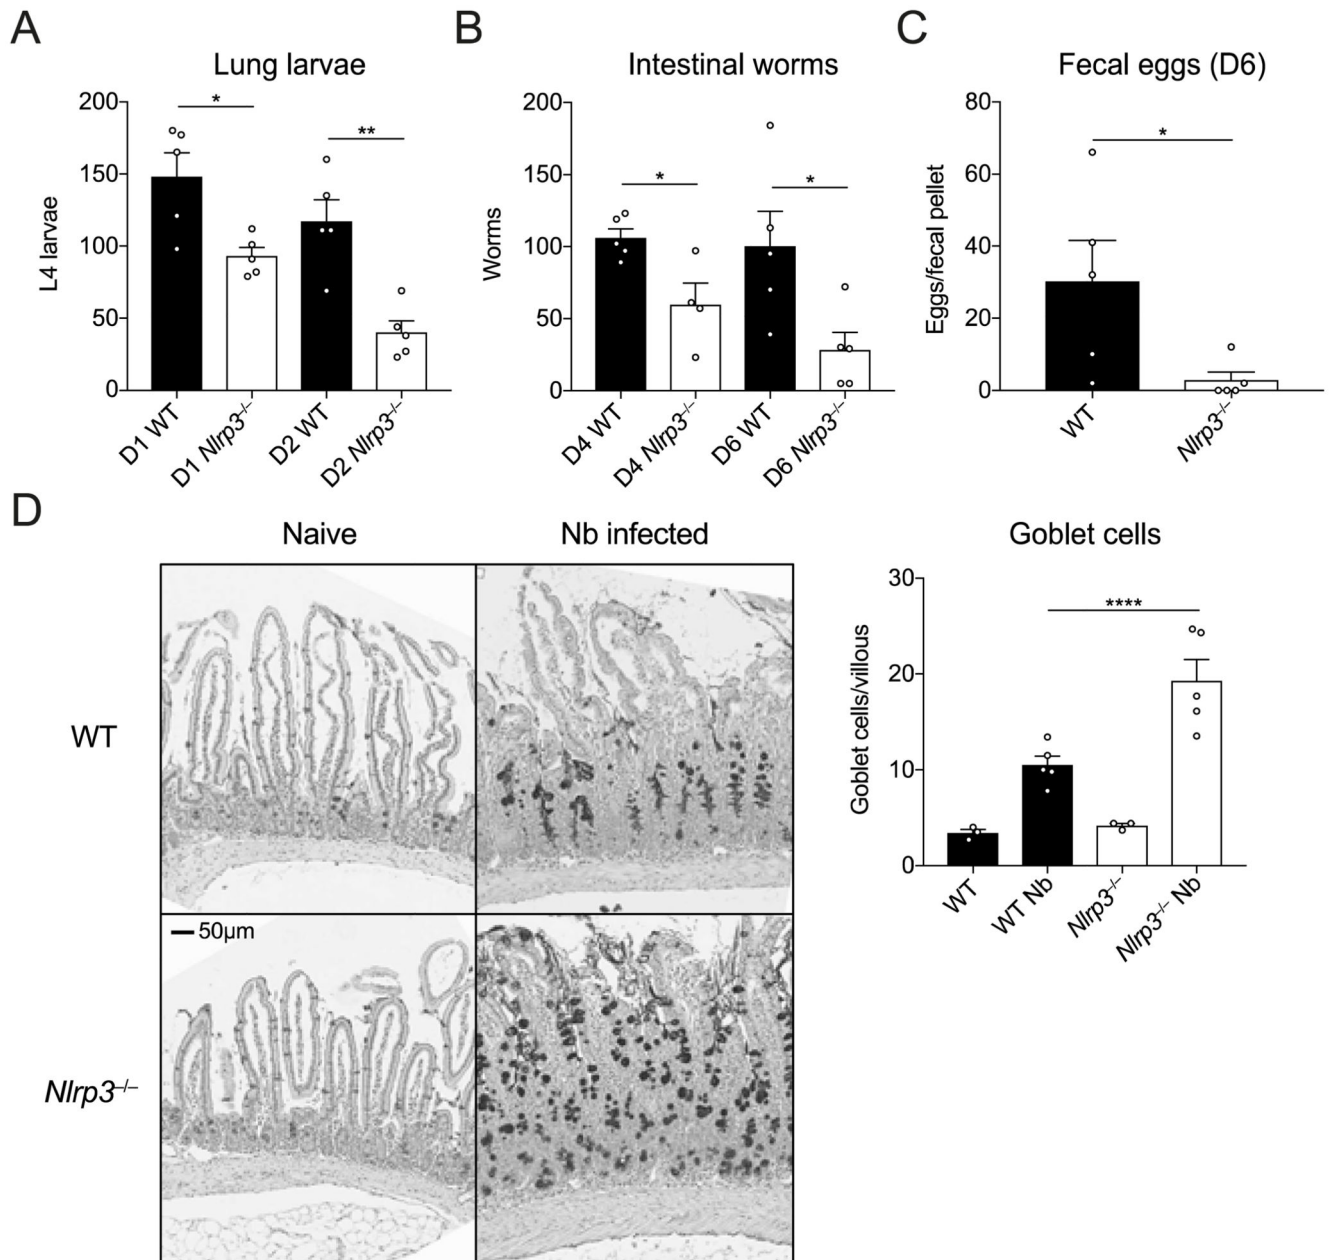 A
Lung larvae
L4 larvae
200
150
100
50
0
*
**
D1 WT
D1 Nlrp3–/–
D2 WT
D2 Nlrp3–/–
B
Intestinal worms
Worms
200
150
100
50
0
*
*
D4 WT
D4 Nlrp3–/–
D6 WT
D6 Nlrp3–/–
C
Fecal eggs (D6)
Eggs/fecal pellet
80
60
40
20
0
*
WT
Nlrp3–/–
D
Naive
Nb infected
WT
Nlrp3–/–
50µm
Goblet cells
Goblet cells/villous
30
20
10
0
****
WT
WT Nb
Nlrp3–/–
Nlrp3–/– Nb